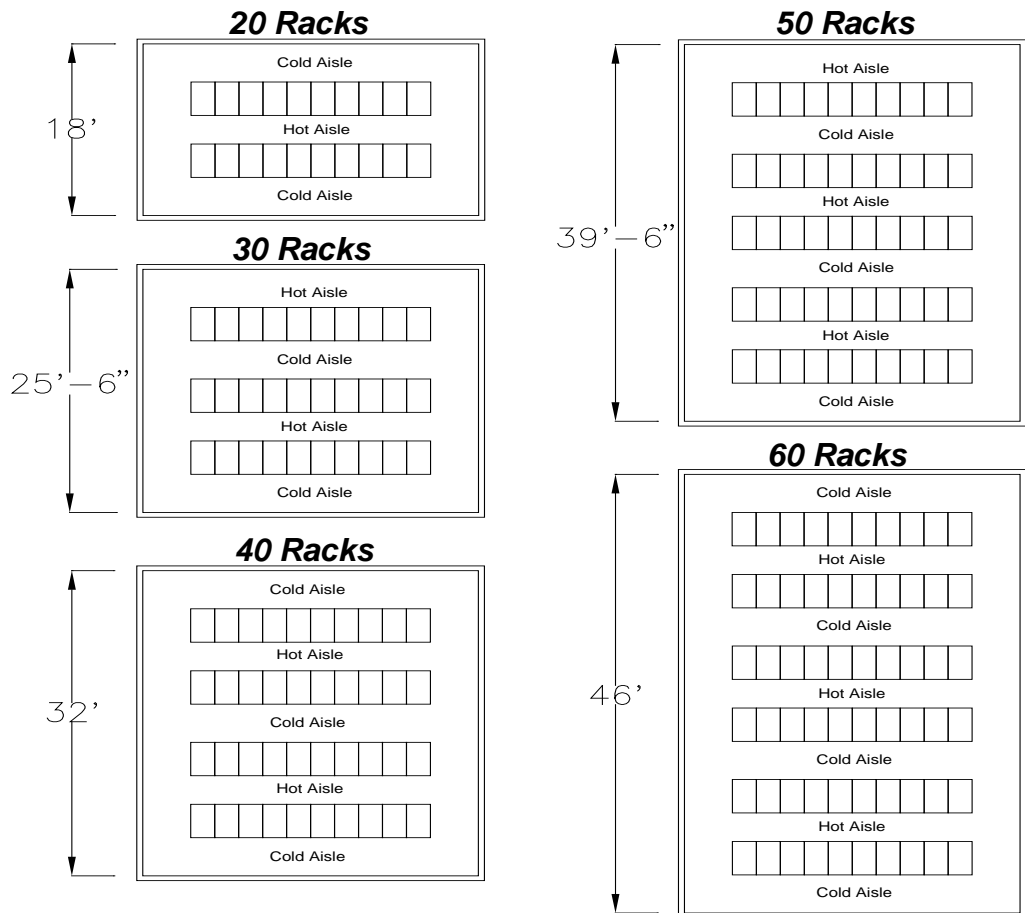 20 Racks
Cold Aisle
Hot Aisle
Cold Aisle
18'
30 Racks
Hot Aisle
Cold Aisle
Hot Aisle
Cold Aisle
25'-6"
40 Racks
Cold Aisle
Hot Aisle
Cold Aisle
Hot Aisle
Cold Aisle
32'
50 Racks
Hot Aisle
Cold Aisle
Hot Aisle
Cold Aisle
Hot Aisle
Cold Aisle
39'-6"
60 Racks
Cold Aisle
Hot Aisle
Cold Aisle
Hot Aisle
Cold Aisle
Hot Aisle
Cold Aisle
46'